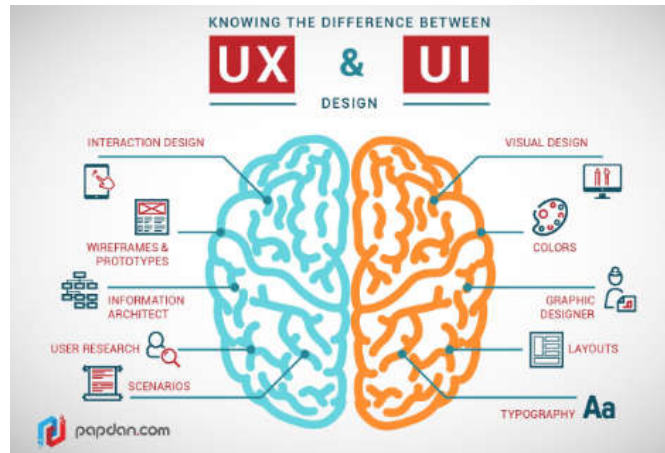 KNOWING THE DIFFERENCE BETWEEN
UX & UI
DESIGN
INTERACTION DESIGN
WIREFRAMES &
PROTOTYPES
INFORMATION
ARCHITECT
USER RESEARCH
SCENARIOS
VISUAL DESIGN
COLORS
GRAPHIC
DESIGNER
LAYOUTS
TYPOGRAPHY Aa
papdan.com